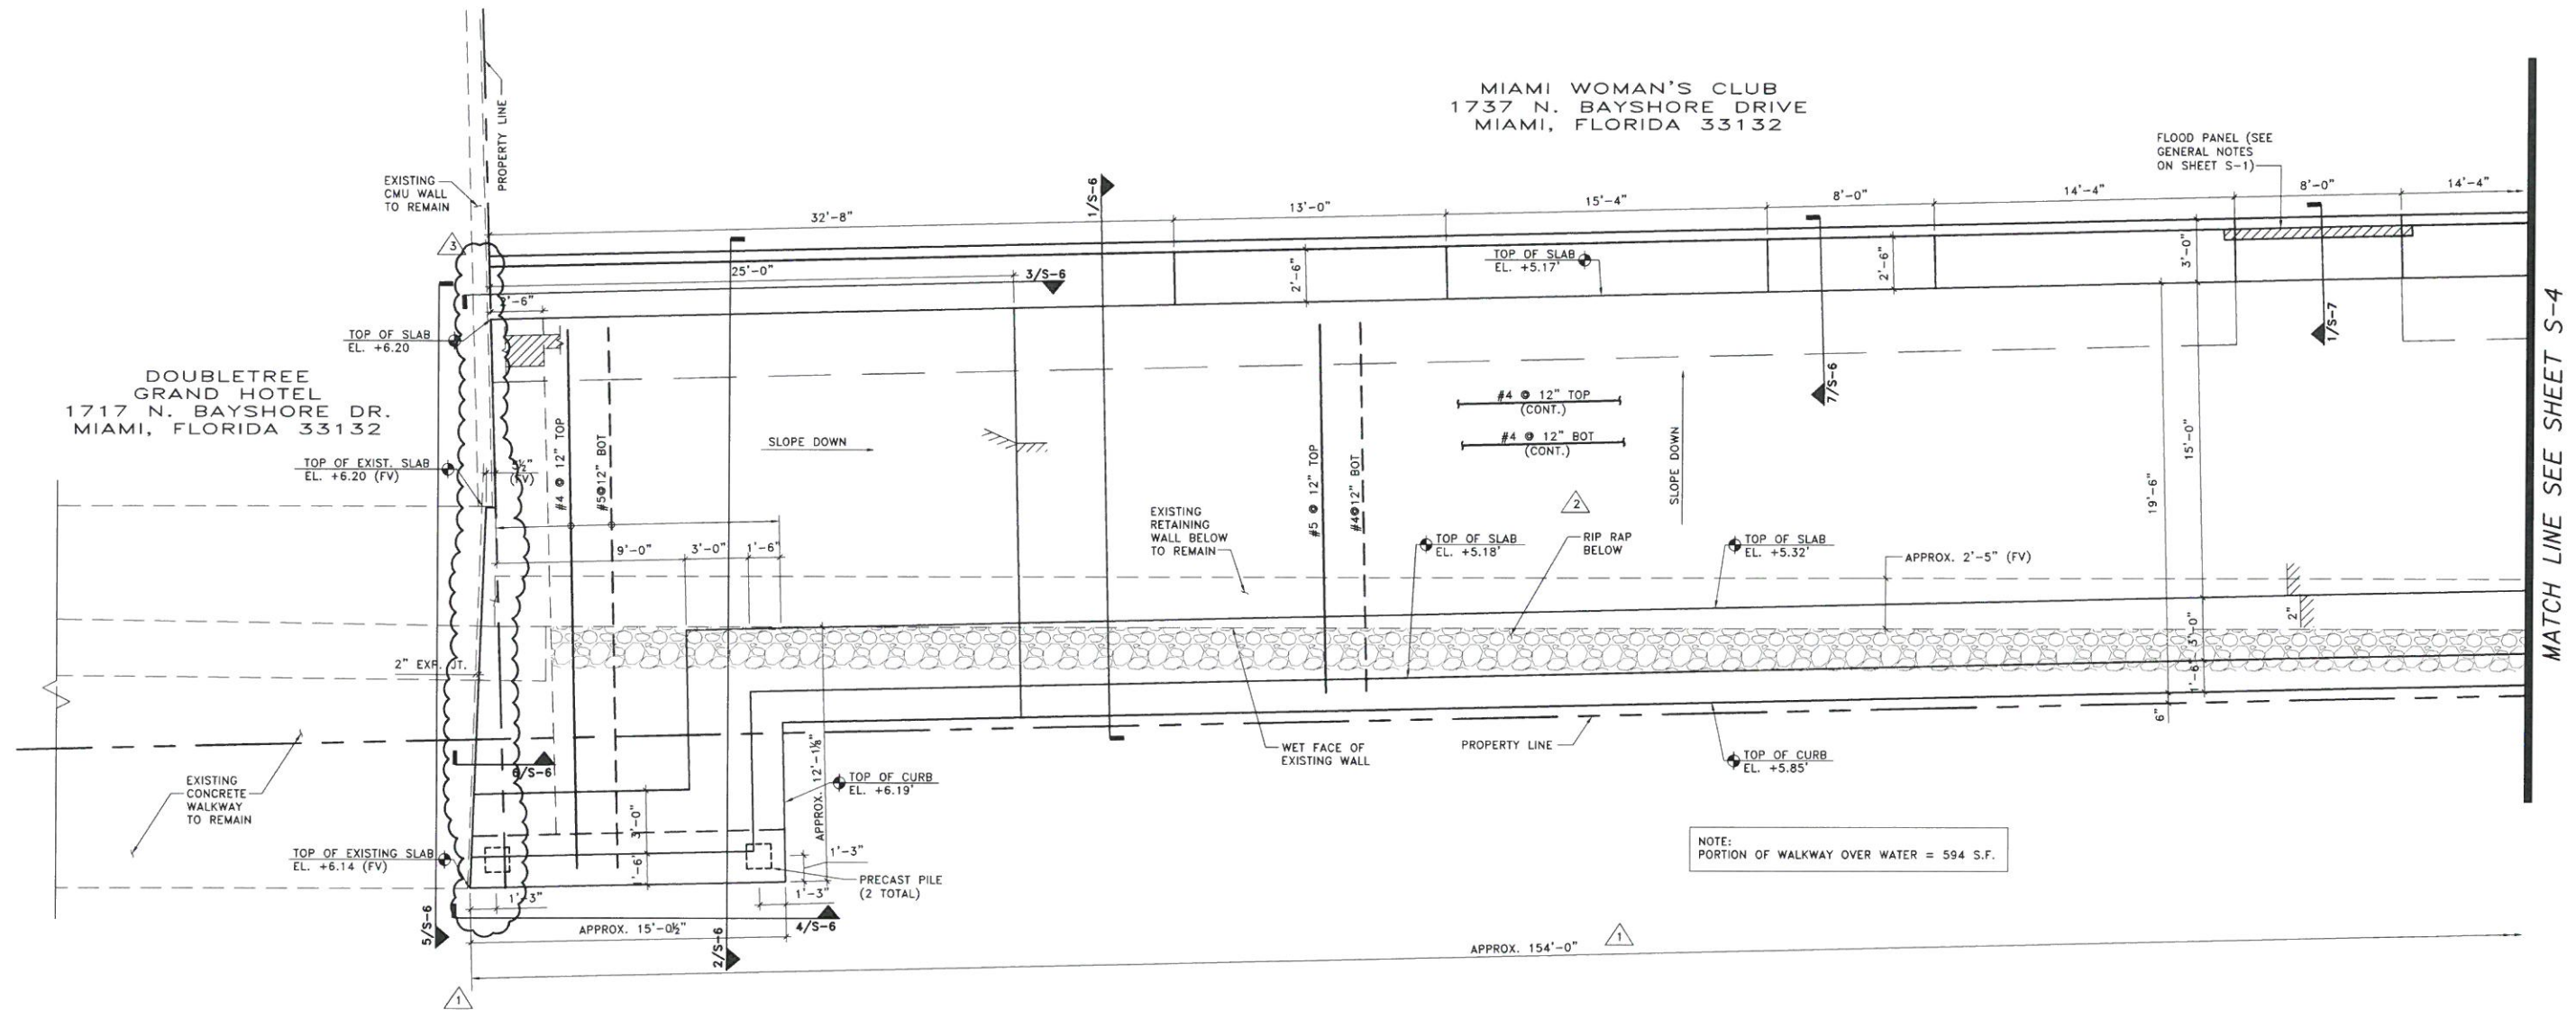 MIAMI WOMAN'S CLUB
1737 N. BAYSHORE DRIVE
MIAMI, FLORIDA 33132
PROPERTY LINE
EXISTING
CMU WALL
TO REMAIN
3
FLOOD PANEL (SEE
GENERAL NOTES
ON SHEET S-1)
32'-8"
1/S-6
13'-0"
15'-4"
8'-0"
14'-4"
8'-0"
14'-4"
25'-0"
3/S-6
2'-6"
2'-6"
TOP OF SLAB
EL. +5.17'
2'-6"
3'-0"
TOP OF SLAB
EL. +6.20
1/S-7
7/S-6
DOUBLETREE
GRAND HOTEL
1717 N. BAYSHORE DR.
MIAMI, FLORIDA 33132
#4 @ 12" TOP
(CONT.)
#4 @ 12" BOT
(CONT.)
SLOPE DOWN
SLOPE DOWN
TOP OF EXIST. SLAB
EL. +6.20 (FV)
(FV)
#4 @ 12" TOP
#5@12" BOT
#5 @ 12" TOP
#4@12" BOT
15'-0"
19'-6"
MATCH LINE SEE SHEET S-4
2
EXISTING
RETAINING
WALL BELOW
TO REMAIN
TOP OF SLAB
EL. +5.18'
RIP RAP
BELOW
TOP OF SLAB
EL. +5.32'
APPROX. 2'-5" (FV)
9'-0"
3'-0"
1'-6"
2"
3'-0"
1'-6"
6"
2" EXP. JT.
WET FACE OF
EXISTING WALL
PROPERTY LINE
TOP OF CURB
EL. +5.85'
6/S-6
APPROX. 12'-1⅛"
TOP OF CURB
EL. +6.19'
EXISTING
CONCRETE
WALKWAY
TO REMAIN
3'-0"
1'-6"
1'-3"
TOP OF EXISTING SLAB
EL. +6.14 (FV)
PRECAST PILE
(2 TOTAL)
1'-3"
1'-3"
NOTE:
PORTION OF WALKWAY OVER WATER = 594 S.F.
5/S-6
APPROX. 15'-0½"
4/S-6
2/S-6
APPROX. 154'-0"
1
1